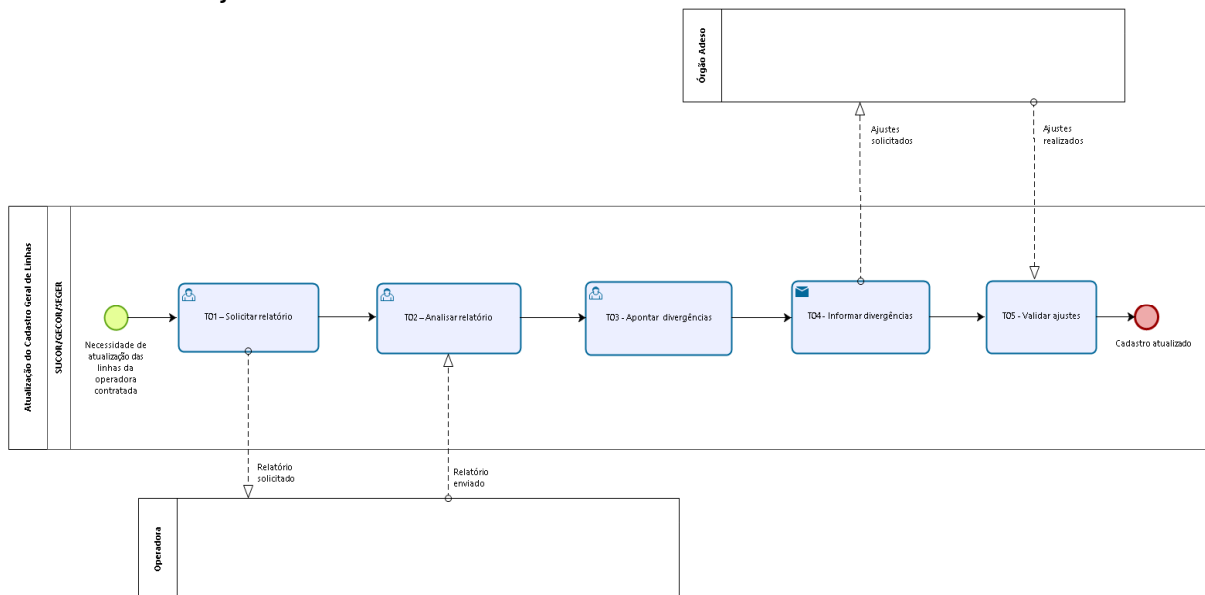 Órgão Adeso
Ajustes
solicitados
Ajustes
realizados
Atualização do Cadastro Geral de Linhas
SUCOR/GECOR/SEGER
T01 – Solicitar relatório
T02 – Analisar relatório
T03 - Apontar divergências
T04 - Informar divergências
T05 - Validar ajustes
Necessidade de
atualização das
linhas da
operadora
contratada
Cadastro atualizado
Relatório
solicitado
Relatório
enviado
Operadora